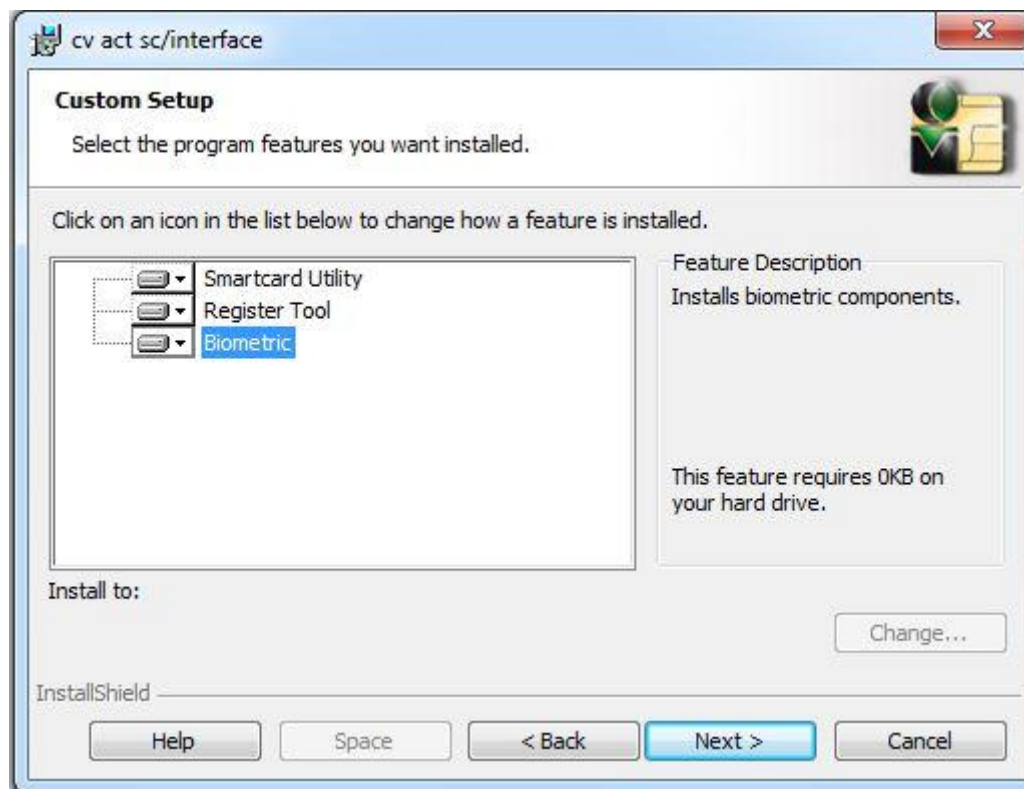 cv act sc/interface
Custom Setup
Select the program features you want installed.
Click on an icon in the list below to change how a feature is installed.
Smartcard Utility
Register Tool
Biometric
Feature Description
Installs biometric components.
This feature requires 0KB on
your hard drive.
Install to:
Change...
InstallShield
Help
Space
< Back
Next >
Cancel